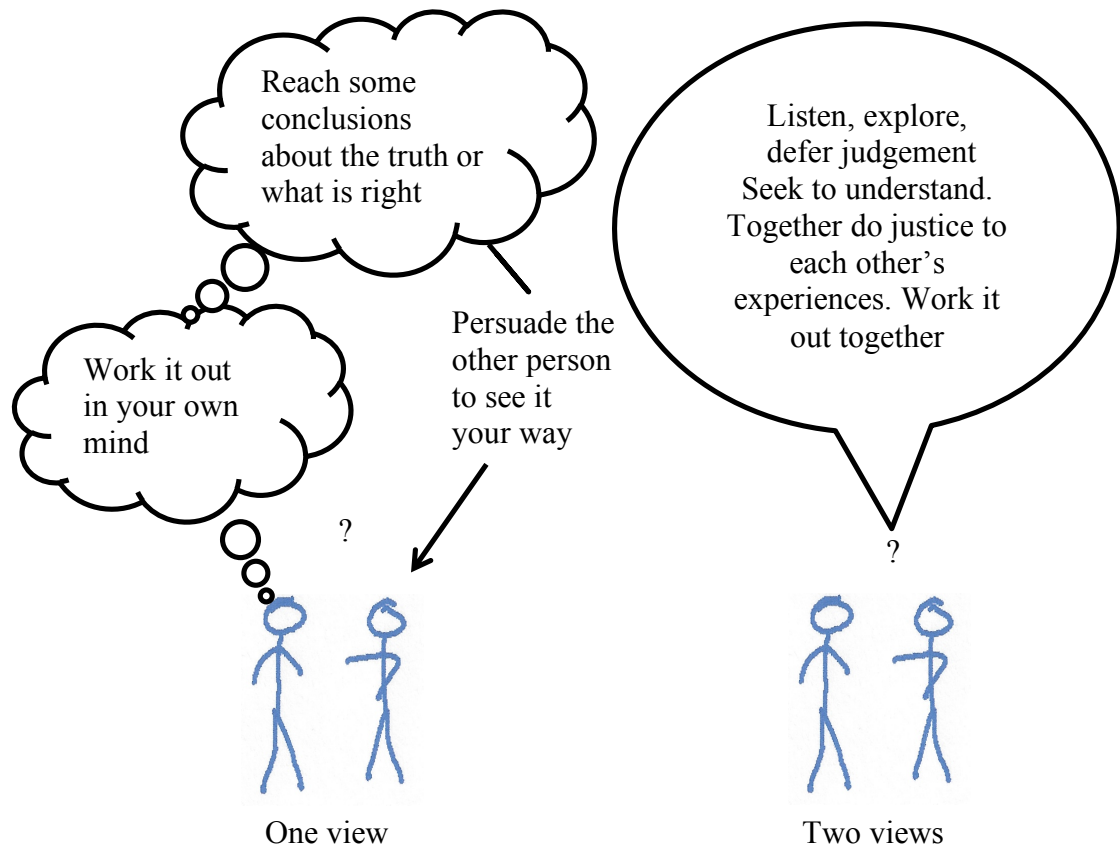 Reach some
conclusions
about the truth or
what is right
Work it out
in your own
mind
Persuade the
other person
to see it
your way
?
One view
Listen, explore,
defer judgement
Seek to understand.
Together do justice to
each other's
experiences. Work it
out together
?
Two views